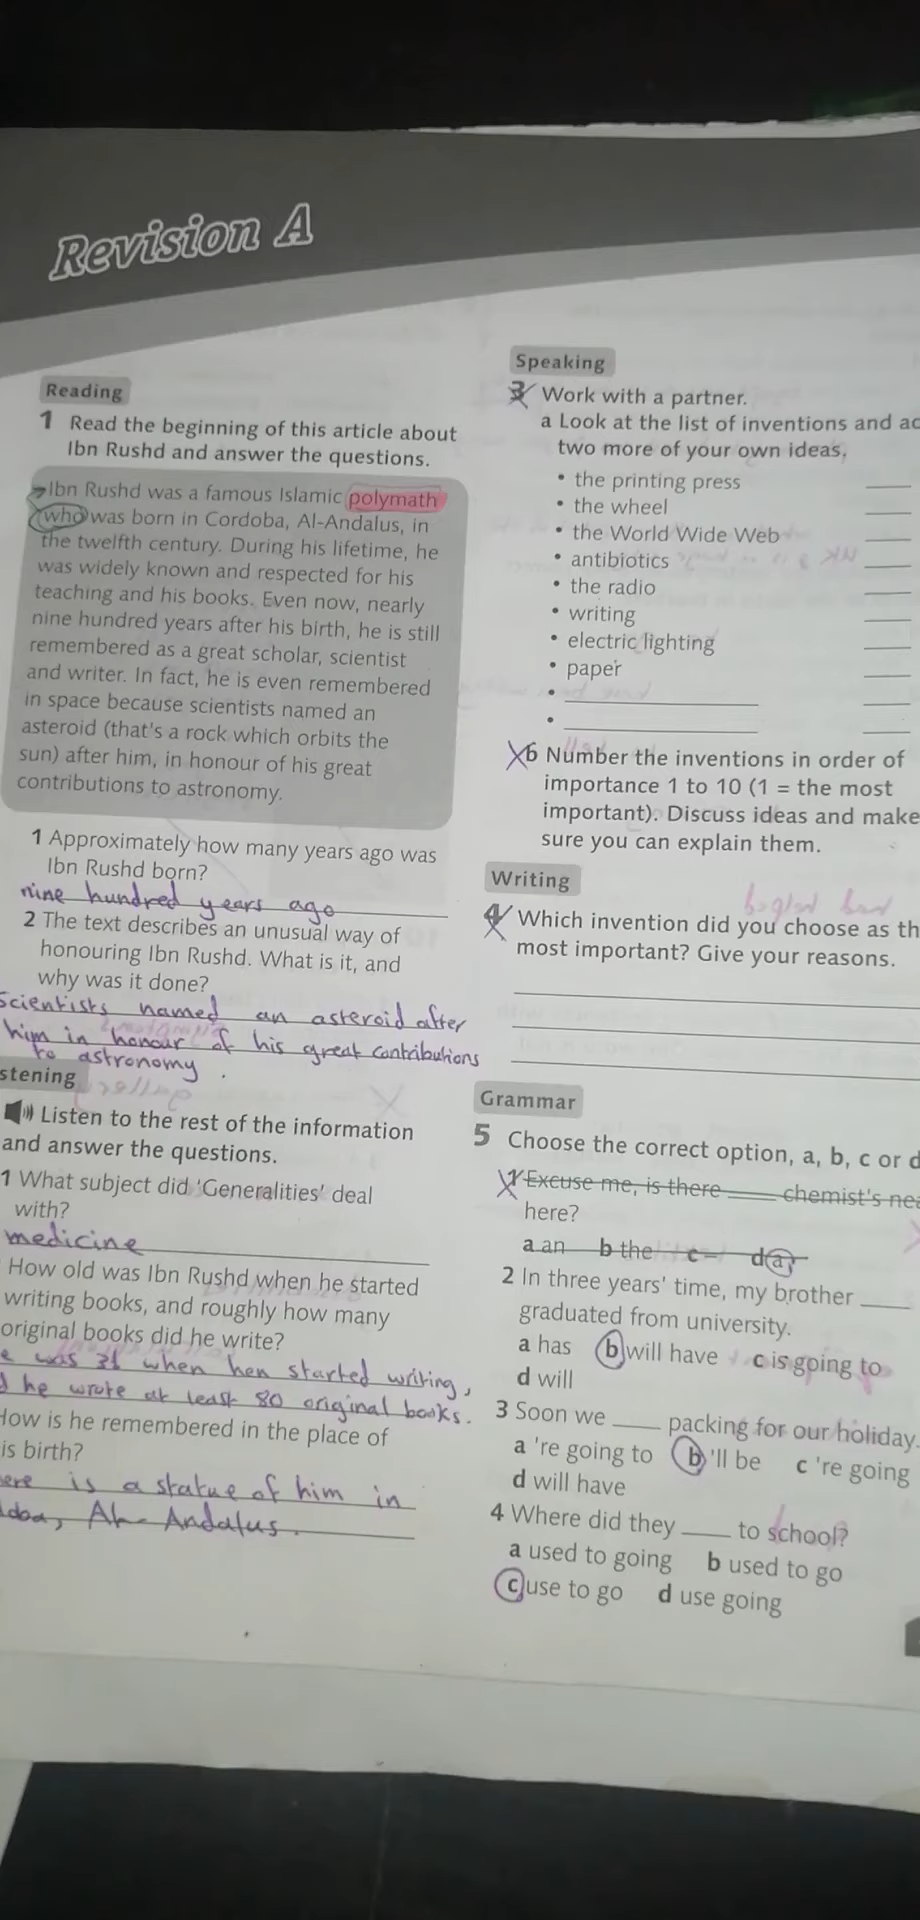 Revision A
Reading
1 Read the beginning of this article about
Ibn Rushd and answer the questions.
Ibn Rushd was a famous Islamic polymath
who was born in Cordoba, Al-Andalus, in
the twelfth century. During his lifetime, he
was widely known and respected for his
teaching and his books. Even now, nearly
nine hundred years after his birth, he is still
remembered as a great scholar, scientist
and writer. In fact, he is even remembered
in space because scientists named an
asteroid (that's a rock which orbits the
sun) after him, in honour of his great
contributions to astronomy.
1 Approximately how many years ago was
Ibn Rushd born?
nine hundred years ago
2 The text describes an unusual way of
honouring Ibn Rushd. What is it, and
why was it done?
scientists named an asteroid after
him in honour of his great contributions
to astronomy.
stening
Listen to the rest of the information
and answer the questions.
1 What subject did 'Generalities' deal
with?
medicine
How old was Ibn Rushd when he started
writing books, and roughly how many
original books did he write?
e was 31 when hen started writing,
d he wrote at least 80 original books.
How is he remembered in the place of
is birth?
ere is a statue of him in
doba, Al-Andalus.
Speaking
3 Work with a partner.
a Look at the list of inventions and ad
two more of your own ideas.
• the printing press
• the wheel
• the World Wide Web
• antibiotics
• the radio
• writing
• electric lighting
• paper
•
•
b Number the inventions in order of
importance 1 to 10 (1 = the most
important). Discuss ideas and make
sure you can explain them.
Writing
4 Which invention did you choose as th
most important? Give your reasons.
Grammar
5 Choose the correct option, a, b, c or d
1 Excuse me, is there ____ chemist's nea
here?
a an b the c – d a
2 In three years' time, my brother ____
graduated from university.
a has b will have c is going to
d will
3 Soon we ____ packing for our holiday.
a 're going to b 'll be c 're going
d will have
4 Where did they ____ to school?
a used to going b used to go
c use to go d use going